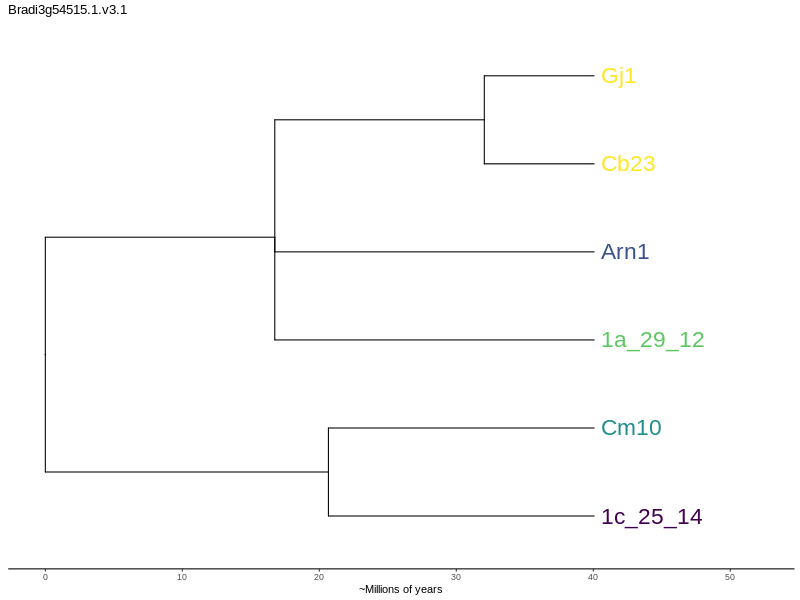 Bradi3g54515.1.v3.1
Gj1
Cb23
Arn1
1a_29_12
Cm10
1c_25_14
0 10 20 30 40 50
~Millions of years